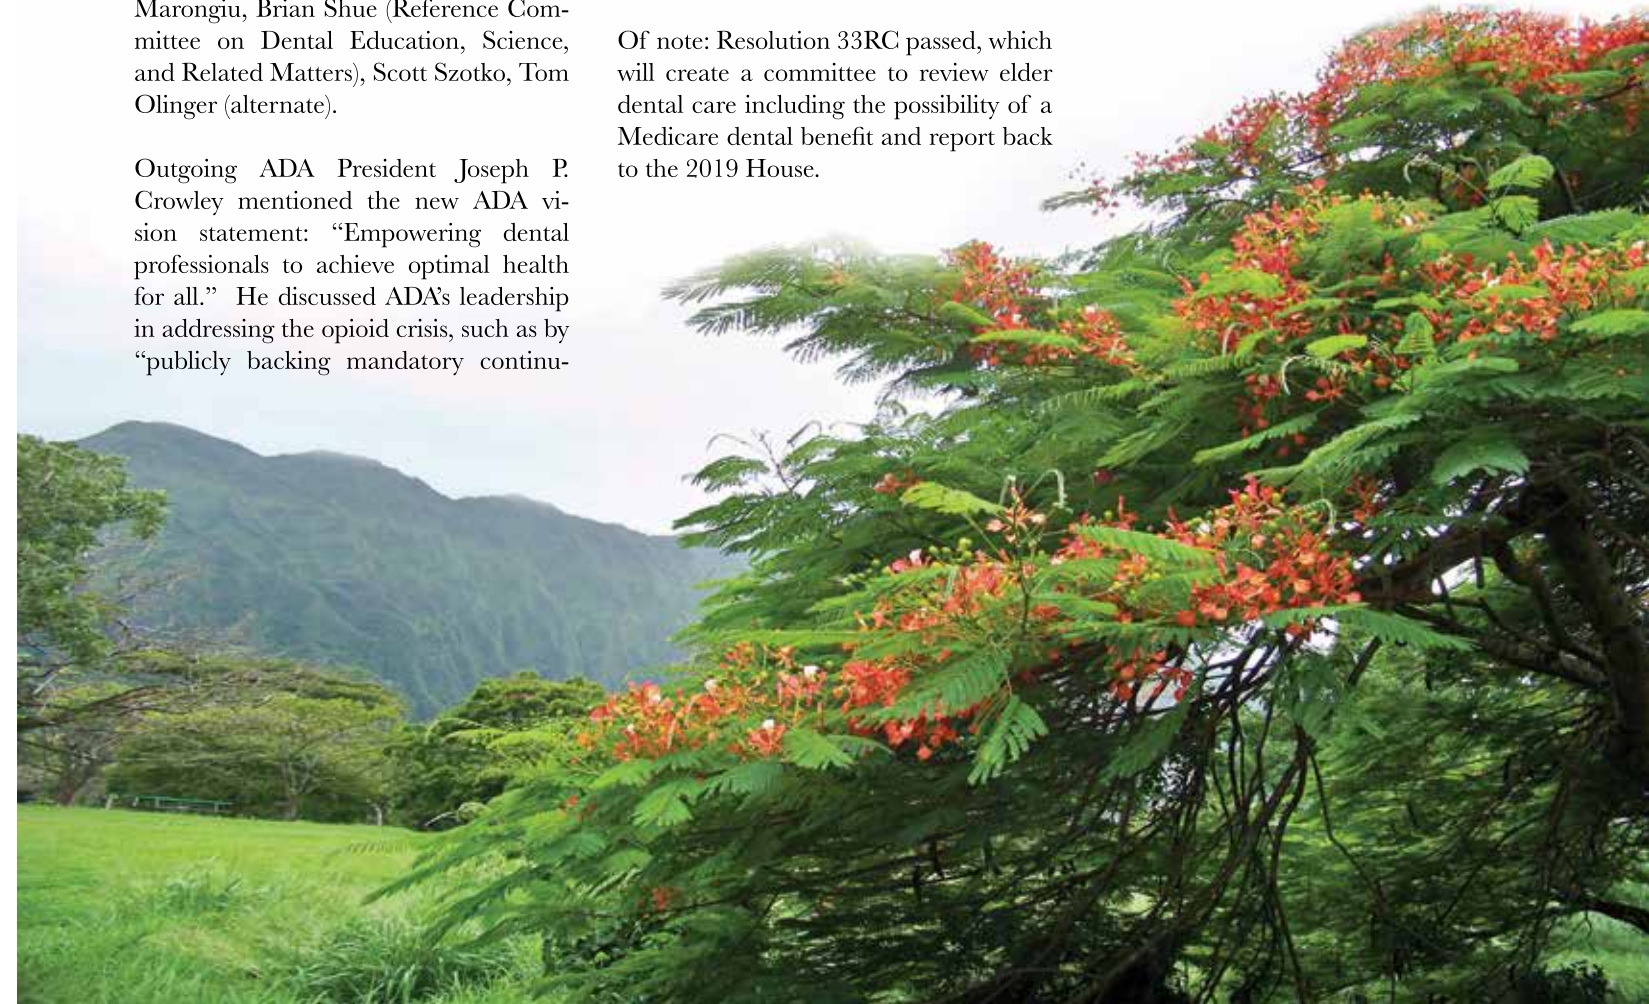 Marongiu, Brian Shue (Reference Com-
mittee on Dental Education, Science,
and Related Matters), Scott Szotko, Tom
Olinger (alternate).
Outgoing ADA President Joseph P.
Crowley mentioned the new ADA vi-
sion statement: “Empowering dental
professionals to achieve optimal health
for all.”  He discussed ADA’s leadership
in addressing the opioid crisis, such as by
“publicly backing mandatory continu-
Of note: Resolution 33RC passed, which
will create a committee to review elder
dental care including the possibility of a
Medicare dental benefit and report back
to the 2019 House.